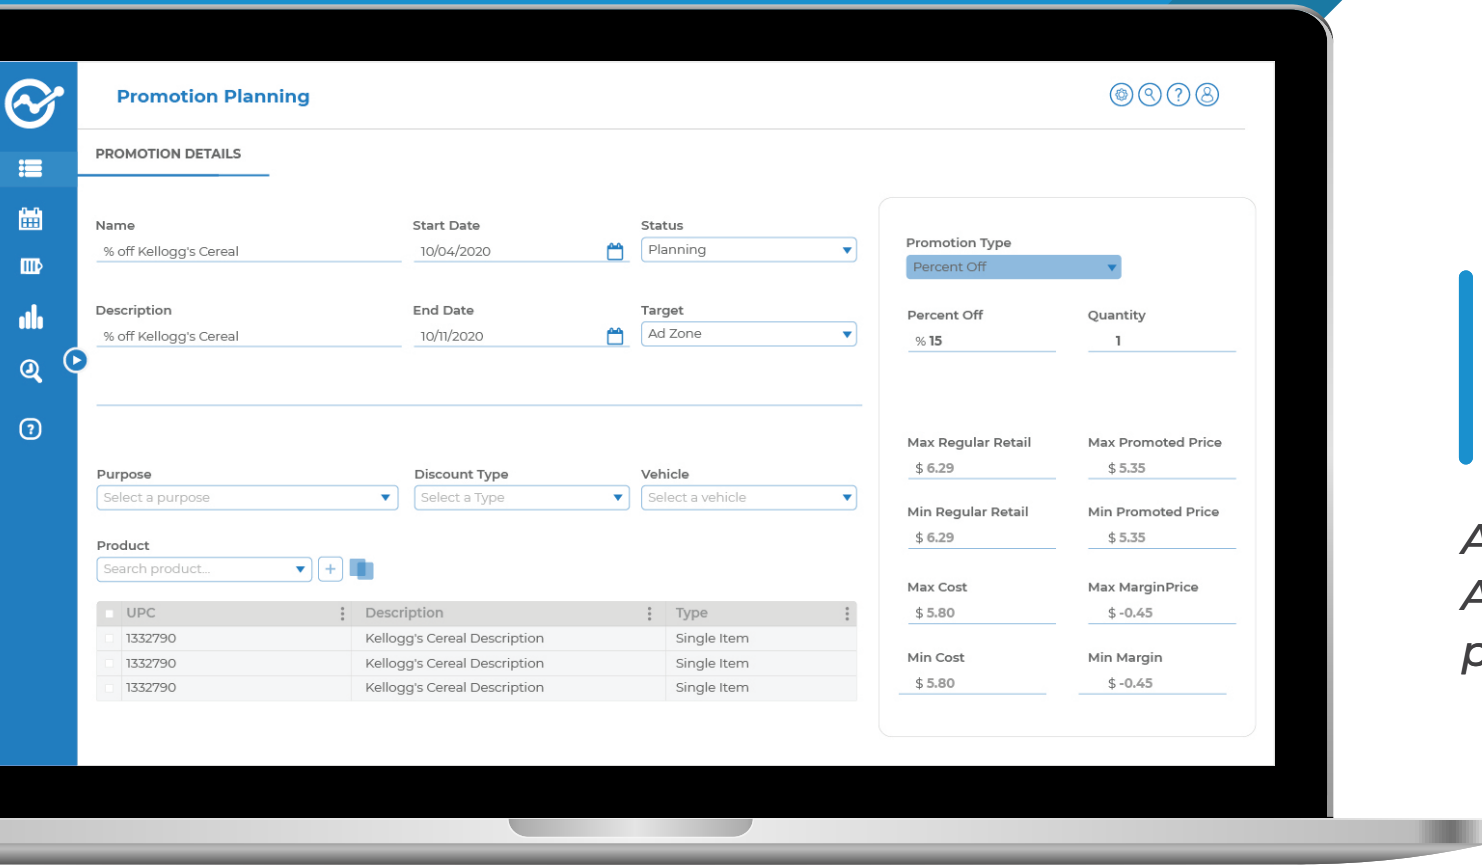 Promotion Planning
PROMOTION DETAILS
Name
Start Date
Status
% off Kellogg's Cereal
10/04/2020
Planning
Description
End Date
Target
% off Kellogg's Cereal
10/11/2020
Ad Zone
Purpose
Discount Type
Vehicle
Select a purpose
Select a Type
Select a vehicle
Product
Search product...
+
UPC
Description
Type
1332790
Kellogg's Cereal Description
Single Item
1332790
Kellogg's Cereal Description
Single Item
1332790
Kellogg's Cereal Description
Single Item
Promotion Type
Percent Off
Percent Off
Quantity
% 15
1
Max Regular Retail
Max Promoted Price
$ 6.29
$ 5.35
Min Regular Retail
Min Promoted Price
$ 6.29
$ 5.35
Max Cost
Max MarginPrice
$ 5.80
$ -0.45
Min Cost
Min Margin
$ 5.80
$ -0.45